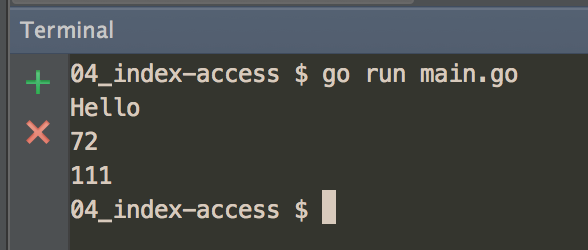 Terminal
04_index-access $ go run main.go
Hello
72
111
04_index-access $